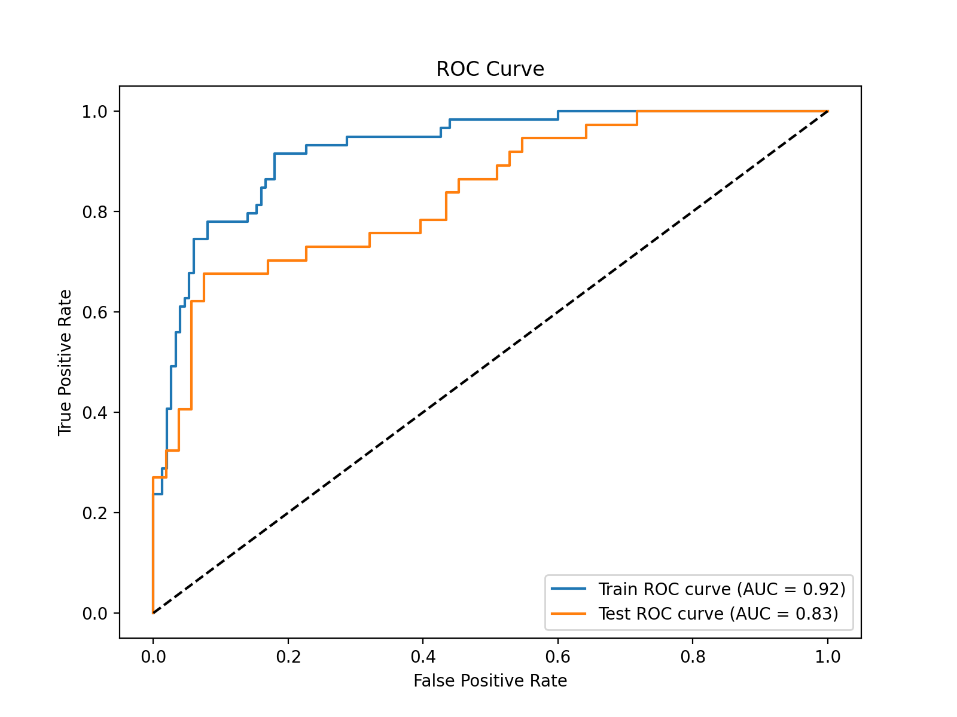 ROC Curve
1.0
0.8
0.6
0.4
0.2
0.0
True Positive Rate
0.0 0.2 0.4 0.6 0.8 1.0
False Positive Rate
Train ROC curve (AUC = 0.92)
Test ROC curve (AUC = 0.83)